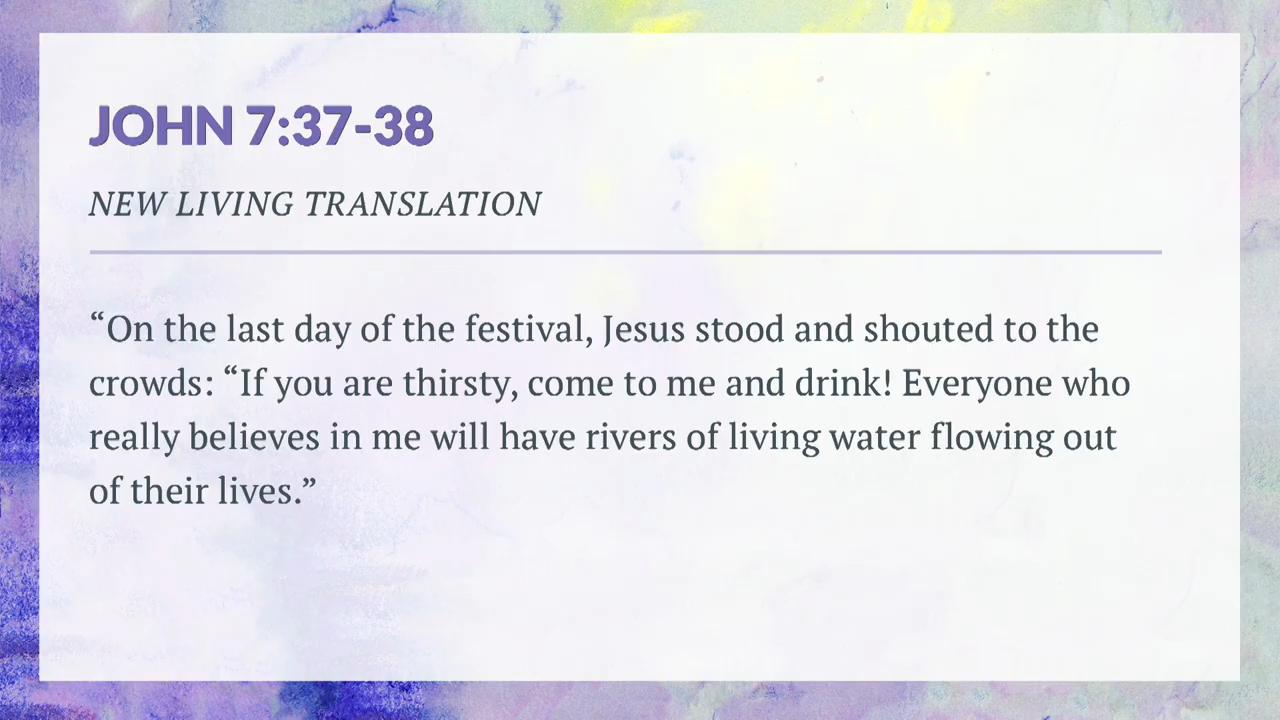 JOHN 7:37-38
NEW LIVING TRANSLATION
“On the last day of the festival, Jesus stood and shouted to the
crowds: “If you are thirsty, come to me and drink! Everyone who
really believes in me will have rivers of living water flowing out
of their lives.”